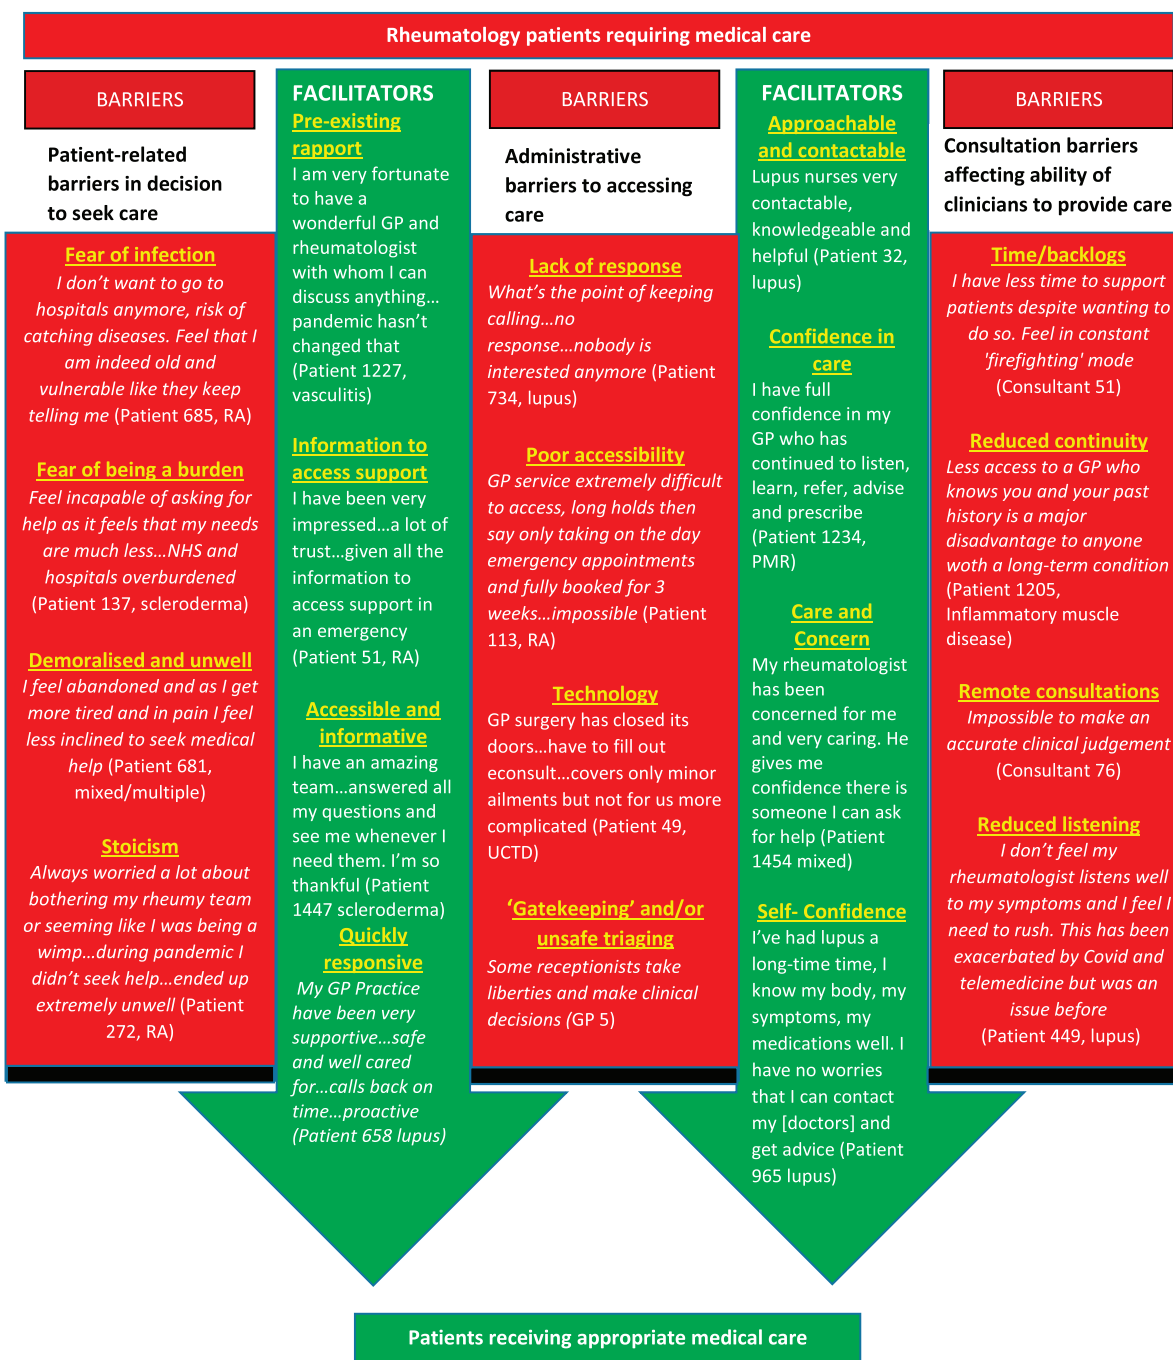 Rheumatology patients requiring medical care
BARRIERS
Patient-related
barriers in decision
to seek care
Fear of infection
I don’t want to go to
hospitals anymore, risk of
catching diseases. Feel that I
am indeed old and
vulnerable like they keep
telling me (Patient 685, RA)
Fear of being a burden
Feel incapable of asking for
help as it feels that my needs
are much less…NHS and
hospitals overburdened
(Patient 137, scleroderma)
Demoralised and unwell
I feel abandoned and as I get
more tired and in pain I feel
less inclined to seek medical
help (Patient 681,
mixed/multiple)
Stoicism
Always worried a lot about
bothering my rheumy team
or seeming like I was being a
wimp…during pandemic I
didn’t seek help…ended up
extremely unwell (Patient
272, RA)
FACILITATORS
Pre-existing
rapport
I am very fortunate
to have a
wonderful GP and
rheumatologist
with whom I can
discuss anything…
pandemic hasn’t
changed that
(Patient 1227,
vasculitis)
Information to
access support
I have been very
impressed…a lot of
trust…given all the
information to
access support in
an emergency
(Patient 51, RA)
Accessible and
informative
I have an amazing
team…answered all
my questions and
see me whenever I
need them. I’m so
thankful (Patient
1447 scleroderma)
Quickly
responsive
My GP Practice
have been very
supportive…safe
and well cared
for…calls back on
time…proactive
(Patient 658 lupus)
BARRIERS
Administrative
barriers to accessing
care
Lack of response
What’s the point of keeping
calling…no
response…nobody is
interested anymore (Patient
734, lupus)
Poor accessibility
GP service extremely difficult
to access, long holds then
say only taking on the day
emergency appointments
and fully booked for 3
weeks…impossible (Patient
113, RA)
Technology
GP surgery has closed its
doors…have to fill out
econsult…covers only minor
ailments but not for us more
complicated (Patient 49,
UCTD)
‘Gatekeeping’ and/or
unsafe triaging
Some receptionists take
liberties and make clinical
decisions (GP 5)
FACILITATORS
Approachable
and contactable
Lupus nurses very
contactable,
knowledgeable and
helpful (Patient 32,
lupus)
Confidence in
care
I have full
confidence in my
GP who has
continued to listen,
learn, refer, advise
and prescribe
(Patient 1234,
PMR)
Care and
Concern
My rheumatologist
has been
concerned for me
and very caring. He
gives me
confidence there is
someone I can ask
for help (Patient
1454 mixed)
Self- Confidence
I’ve had lupus a
long-time time, I
know my body, my
symptoms, my
medications well. I
have no worries
that I can contact
my [doctors] and
get advice (Patient
965 lupus)
BARRIERS
Consultation barriers
affecting ability of
clinicians to provide care
Time/backlogs
I have less time to support
patients despite wanting to
do so. Feel in constant
'firefighting' mode
(Consultant 51)
Reduced continuity
Less access to a GP who
knows you and your past
history is a major
disadvantage to anyone
woth a long-term condition
(Patient 1205,
Inflammatory muscle
disease)
Remote consultations
Impossible to make an
accurate clinical judgement
(Consultant 76)
Reduced listening
I don’t feel my
rheumatologist listens well
to my symptoms and I feel I
need to rush. This has been
exacerbated by Covid and
telemedicine but was an
issue before
(Patient 449, lupus)
Patients receiving appropriate medical care